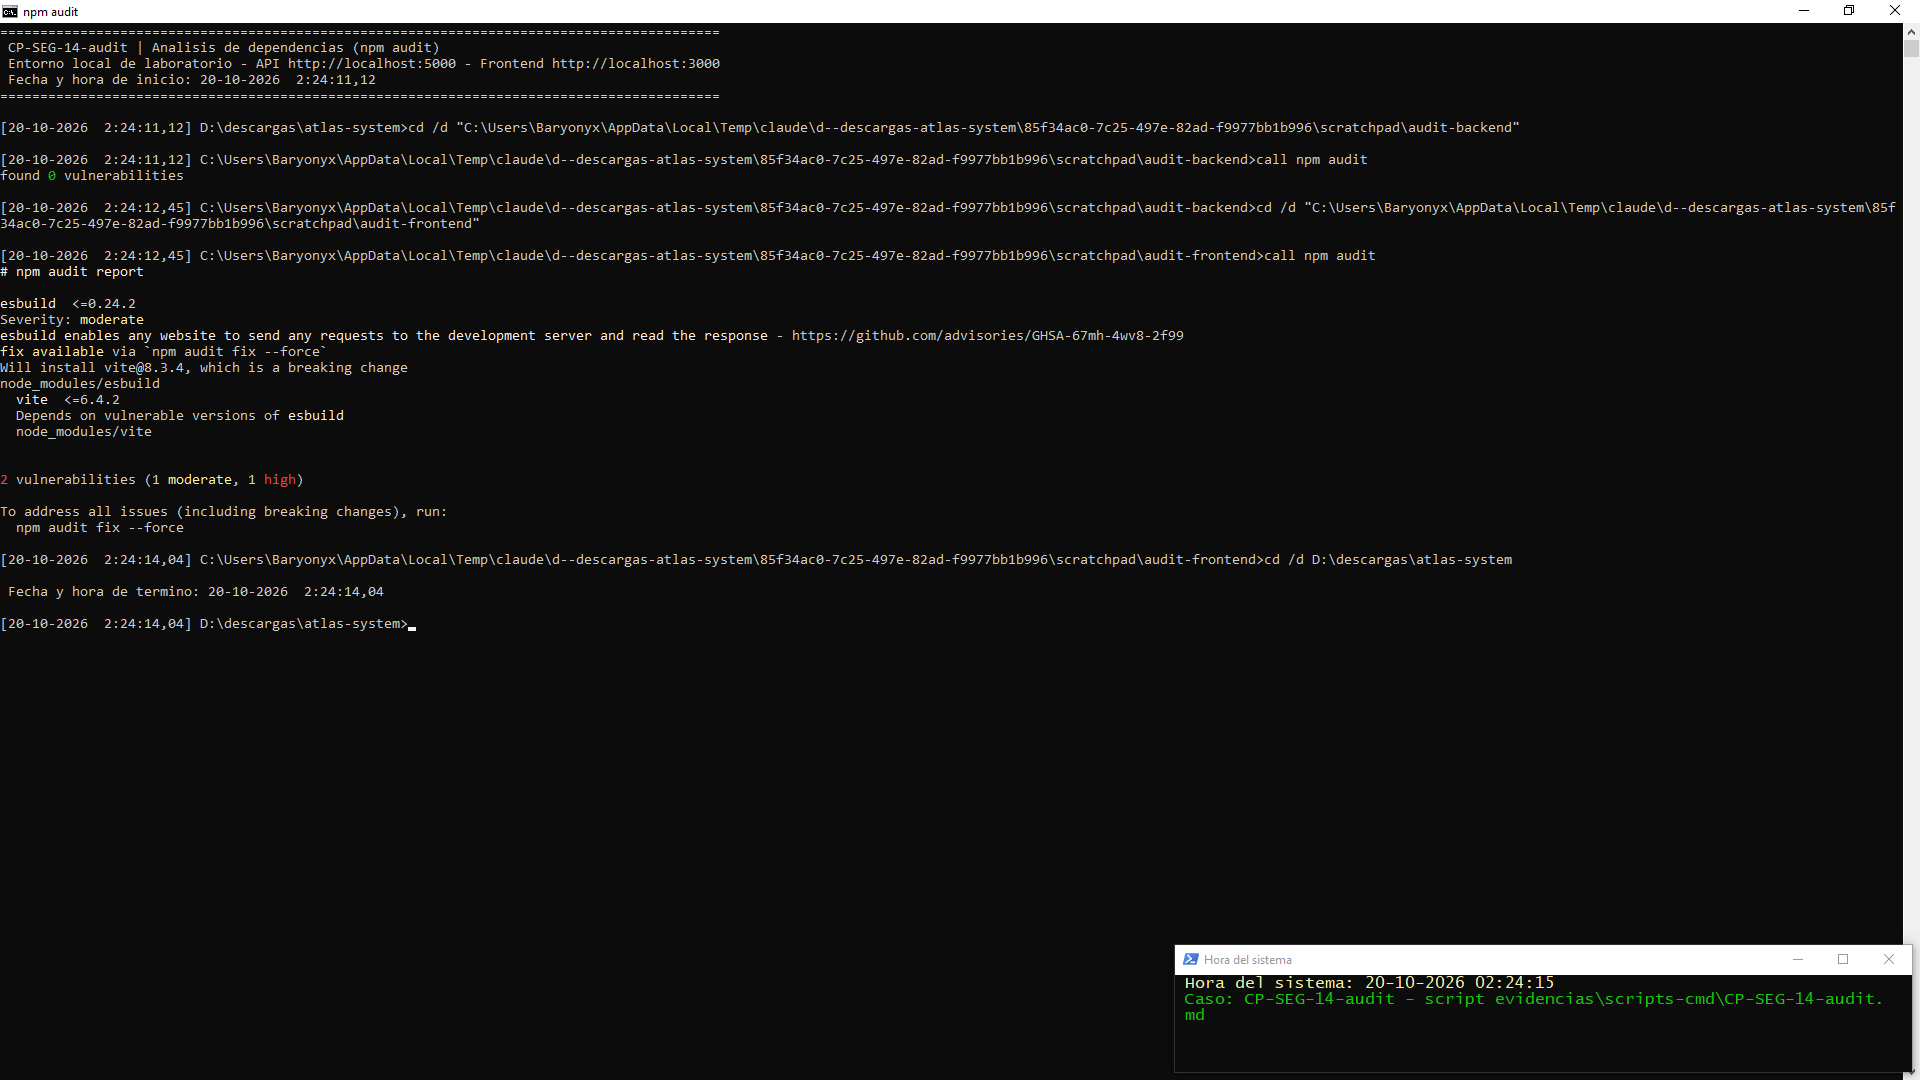 npm audit
==========================================================================================
CP-SEG-14-audit | Analisis de dependencias (npm audit)
Entorno local de laboratorio - API http://localhost:5000 - Frontend http://localhost:3000
Fecha y hora de inicio: 20-10-2026  2:24:11,12
==========================================================================================
[20-10-2026  2:24:11,12] D:\descargas\atlas-system>cd /d "C:\Users\Baryonyx\AppData\Local\Temp\claude\d--descargas-atlas-system\85f34ac0-7c25-497e-82ad-f9977bb1b996\scratchpad\audit-backend"
[20-10-2026  2:24:11,12] C:\Users\Baryonyx\AppData\Local\Temp\claude\d--descargas-atlas-system\85f34ac0-7c25-497e-82ad-f9977bb1b996\scratchpad\audit-backend>call npm audit
found 0 vulnerabilities
[20-10-2026  2:24:12,45] C:\Users\Baryonyx\AppData\Local\Temp\claude\d--descargas-atlas-system\85f34ac0-7c25-497e-82ad-f9977bb1b996\scratchpad\audit-backend>cd /d "C:\Users\Baryonyx\AppData\Local\Temp\claude\d--descargas-atlas-system\85f
34ac0-7c25-497e-82ad-f9977bb1b996\scratchpad\audit-frontend"
[20-10-2026  2:24:12,45] C:\Users\Baryonyx\AppData\Local\Temp\claude\d--descargas-atlas-system\85f34ac0-7c25-497e-82ad-f9977bb1b996\scratchpad\audit-frontend>call npm audit
# npm audit report
esbuild  <=0.24.2
Severity: moderate
esbuild enables any website to send any requests to the development server and read the response - https://github.com/advisories/GHSA-67mh-4wv8-2f99
fix available via `npm audit fix --force`
Will install vite@8.3.4, which is a breaking change
node_modules/esbuild
  vite  <=6.4.2
  Depends on vulnerable versions of esbuild
  node_modules/vite
2 vulnerabilities (1 moderate, 1 high)
To address all issues (including breaking changes), run:
  npm audit fix --force
[20-10-2026  2:24:14,04] C:\Users\Baryonyx\AppData\Local\Temp\claude\d--descargas-atlas-system\85f34ac0-7c25-497e-82ad-f9977bb1b996\scratchpad\audit-frontend>cd /d D:\descargas\atlas-system
Fecha y hora de termino: 20-10-2026  2:24:14,04
[20-10-2026  2:24:14,04] D:\descargas\atlas-system>
Hora del sistema
Hora del sistema: 20-10-2026 02:24:15
Caso: CP-SEG-14-audit - script evidencias\scripts-cmd\CP-SEG-14-audit.
md